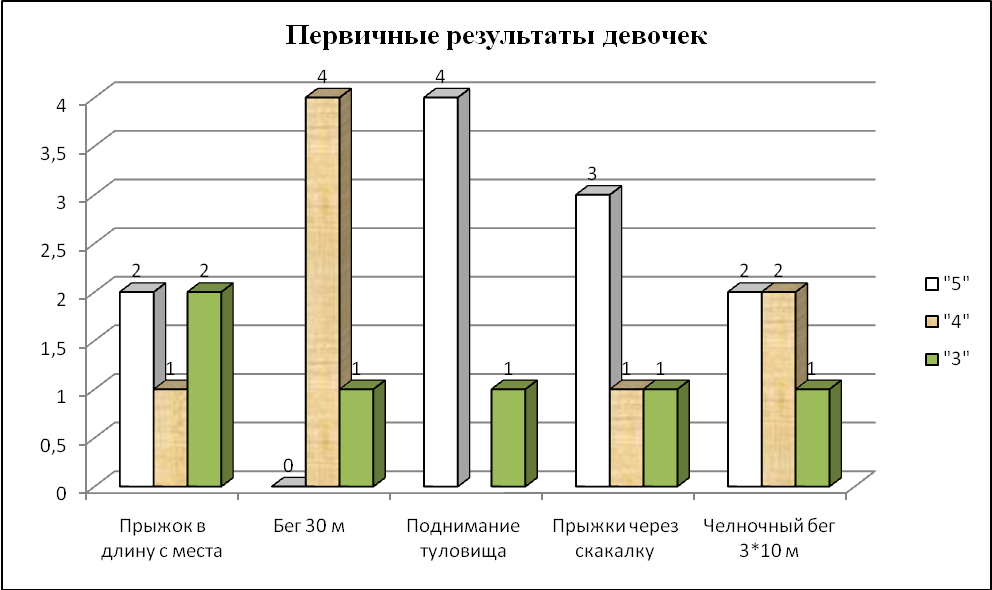 Первичные результаты девочек
4
3,5
3
2,5
2
1,5
1
0,5
0
2
1
2
0
4
1
4
1
3
1
1
2
2
1
Прыжок в
длину с места
Бег 30 м
Поднимание
туловища
Прыжки через
скакалку
Челночный бег
3*10 м
"5"
"4"
"3"